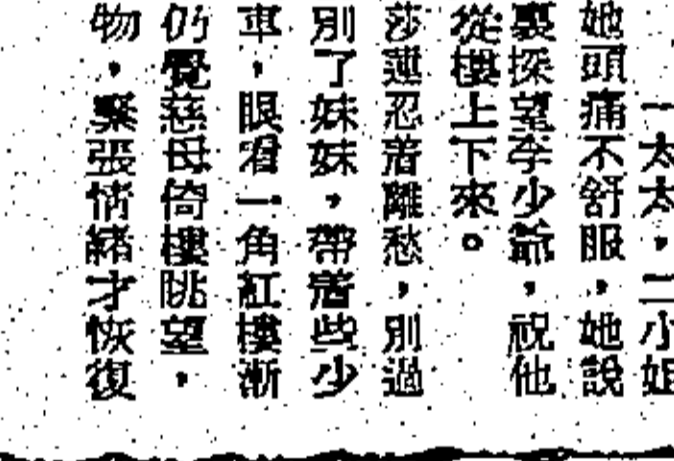 一太太，二小姐
她頭痛不舒服，她說
裏探望李少爺，祝他
從樓上下來。
莎蓮忍着離愁，別過
別了妹妹，帶着些少
車，眼看一角紅樓漸
仍覺慈母倚樓眺望，
物，緊張情緒才恢復